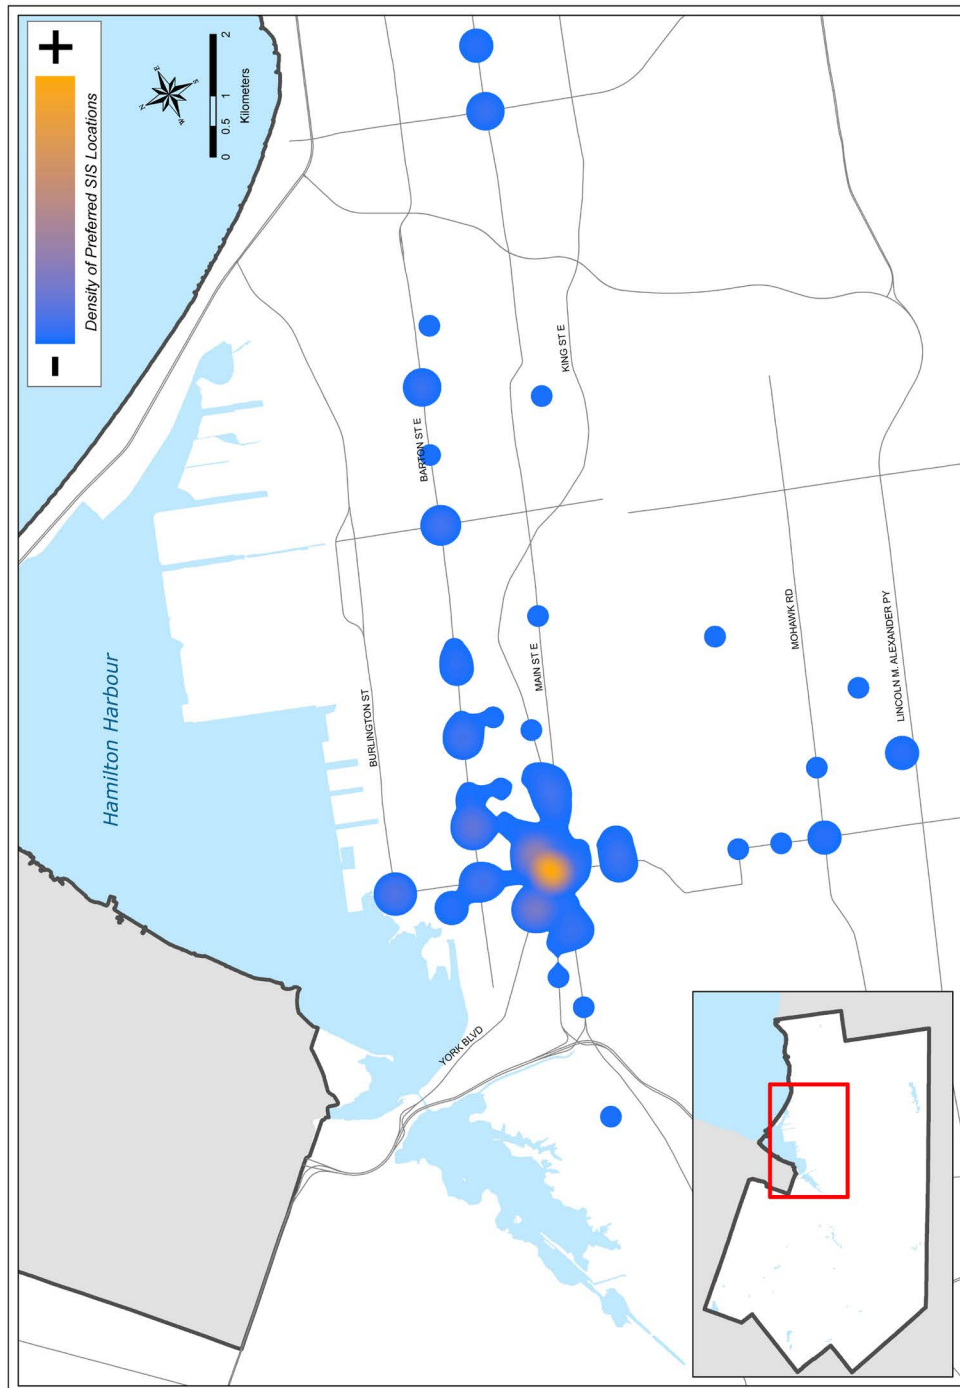 +
-
Density of Preferred SIS Locations
N
E
S
W
0 0.5 1 2
Kilometers
Hamilton Harbour
BURLINGTON ST
BARTON ST E
KING ST E
MAIN ST E
YORK BLVD
MOHAWK RD
LINCOLN M. ALEXANDER PY